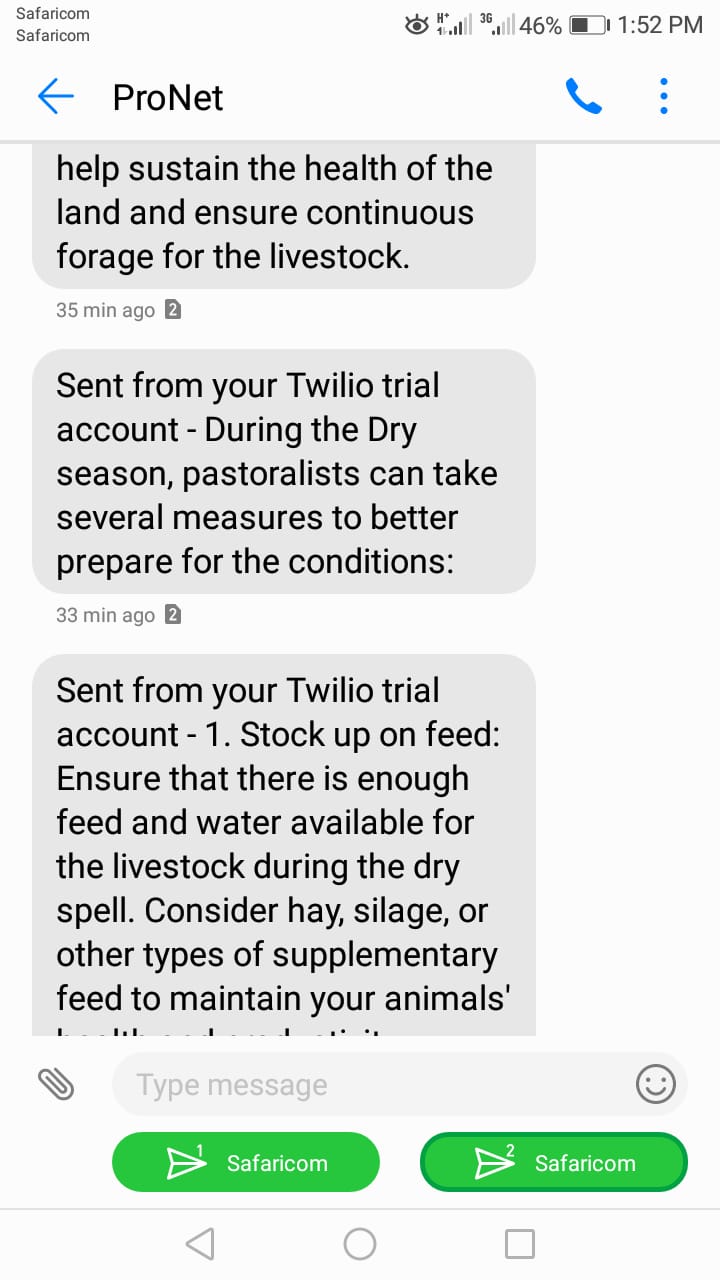 Safaricom
Safaricom
H+ 3G 46% 1:52 PM
ProNet
help sustain the health of the
land and ensure continuous
forage for the livestock.
35 min ago 2
Sent from your Twilio trial
account - During the Dry
season, pastoralists can take
several measures to better
prepare for the conditions:
33 min ago 2
Sent from your Twilio trial
account - 1. Stock up on feed:
Ensure that there is enough
feed and water available for
the livestock during the dry
spell. Consider hay, silage, or
other types of supplementary
feed to maintain your animals'
Type message
1 Safaricom
2 Safaricom